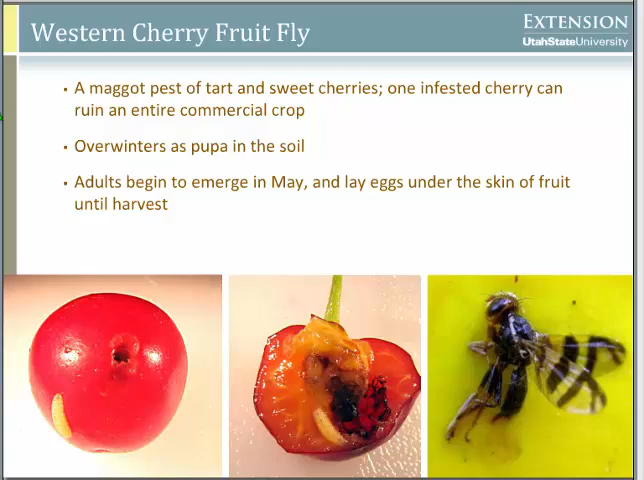 Western Cherry Fruit Fly
EXTENSION
UtahStateUniversity
• A maggot pest of tart and sweet cherries; one infested cherry can
ruin an entire commercial crop
• Overwinters as pupa in the soil
• Adults begin to emerge in May, and lay eggs under the skin of fruit
until harvest